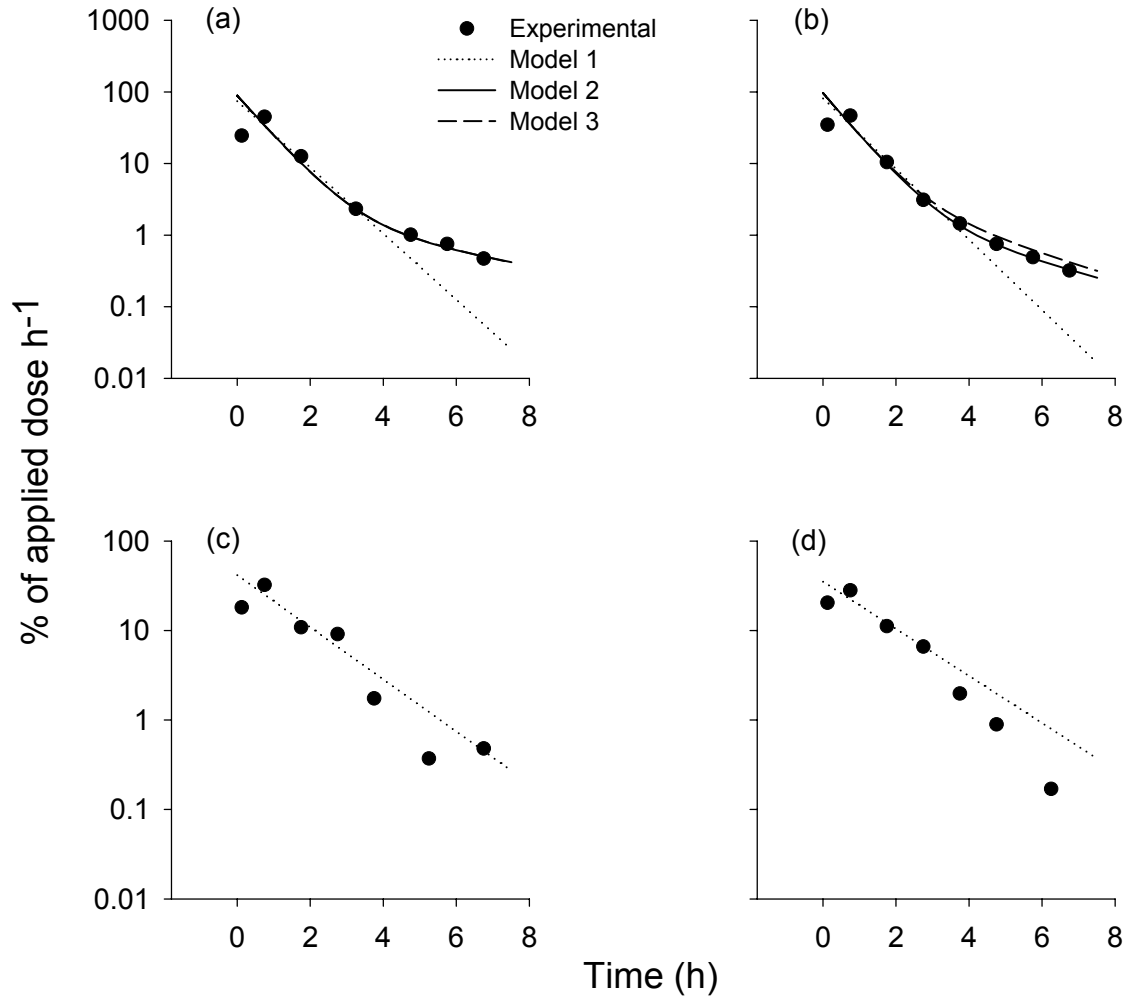 (a)
1000
100
10
1
0.1
0.01
0 2 4 6 8
Experimental
Model 1
Model 2
Model 3
(b)
0 2 4 6 8
% of applied dose h-1
(c)
100
10
1
0.1
0.01
0 2 4 6 8
(d)
0 2 4 6 8
Time (h)